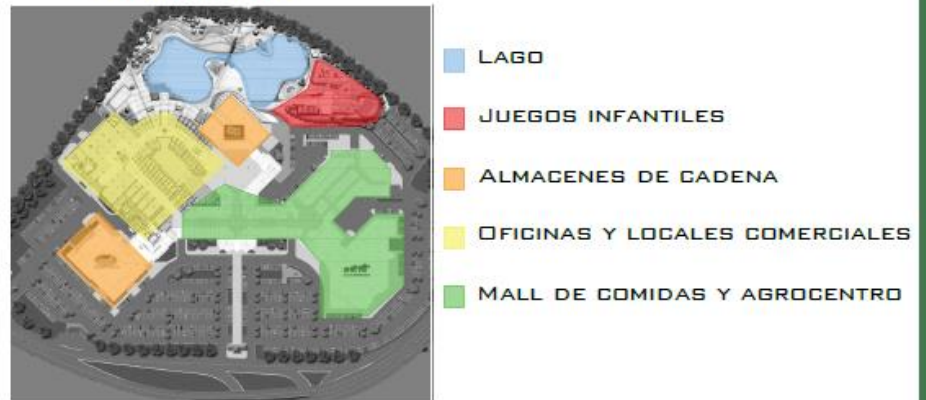 LAGO
JUEGOS INFANTILES
ALMACENES DE CADENA
OFICINAS Y LOCALES COMERCIALES
MALL DE COMIDAS Y AGROCENTRO